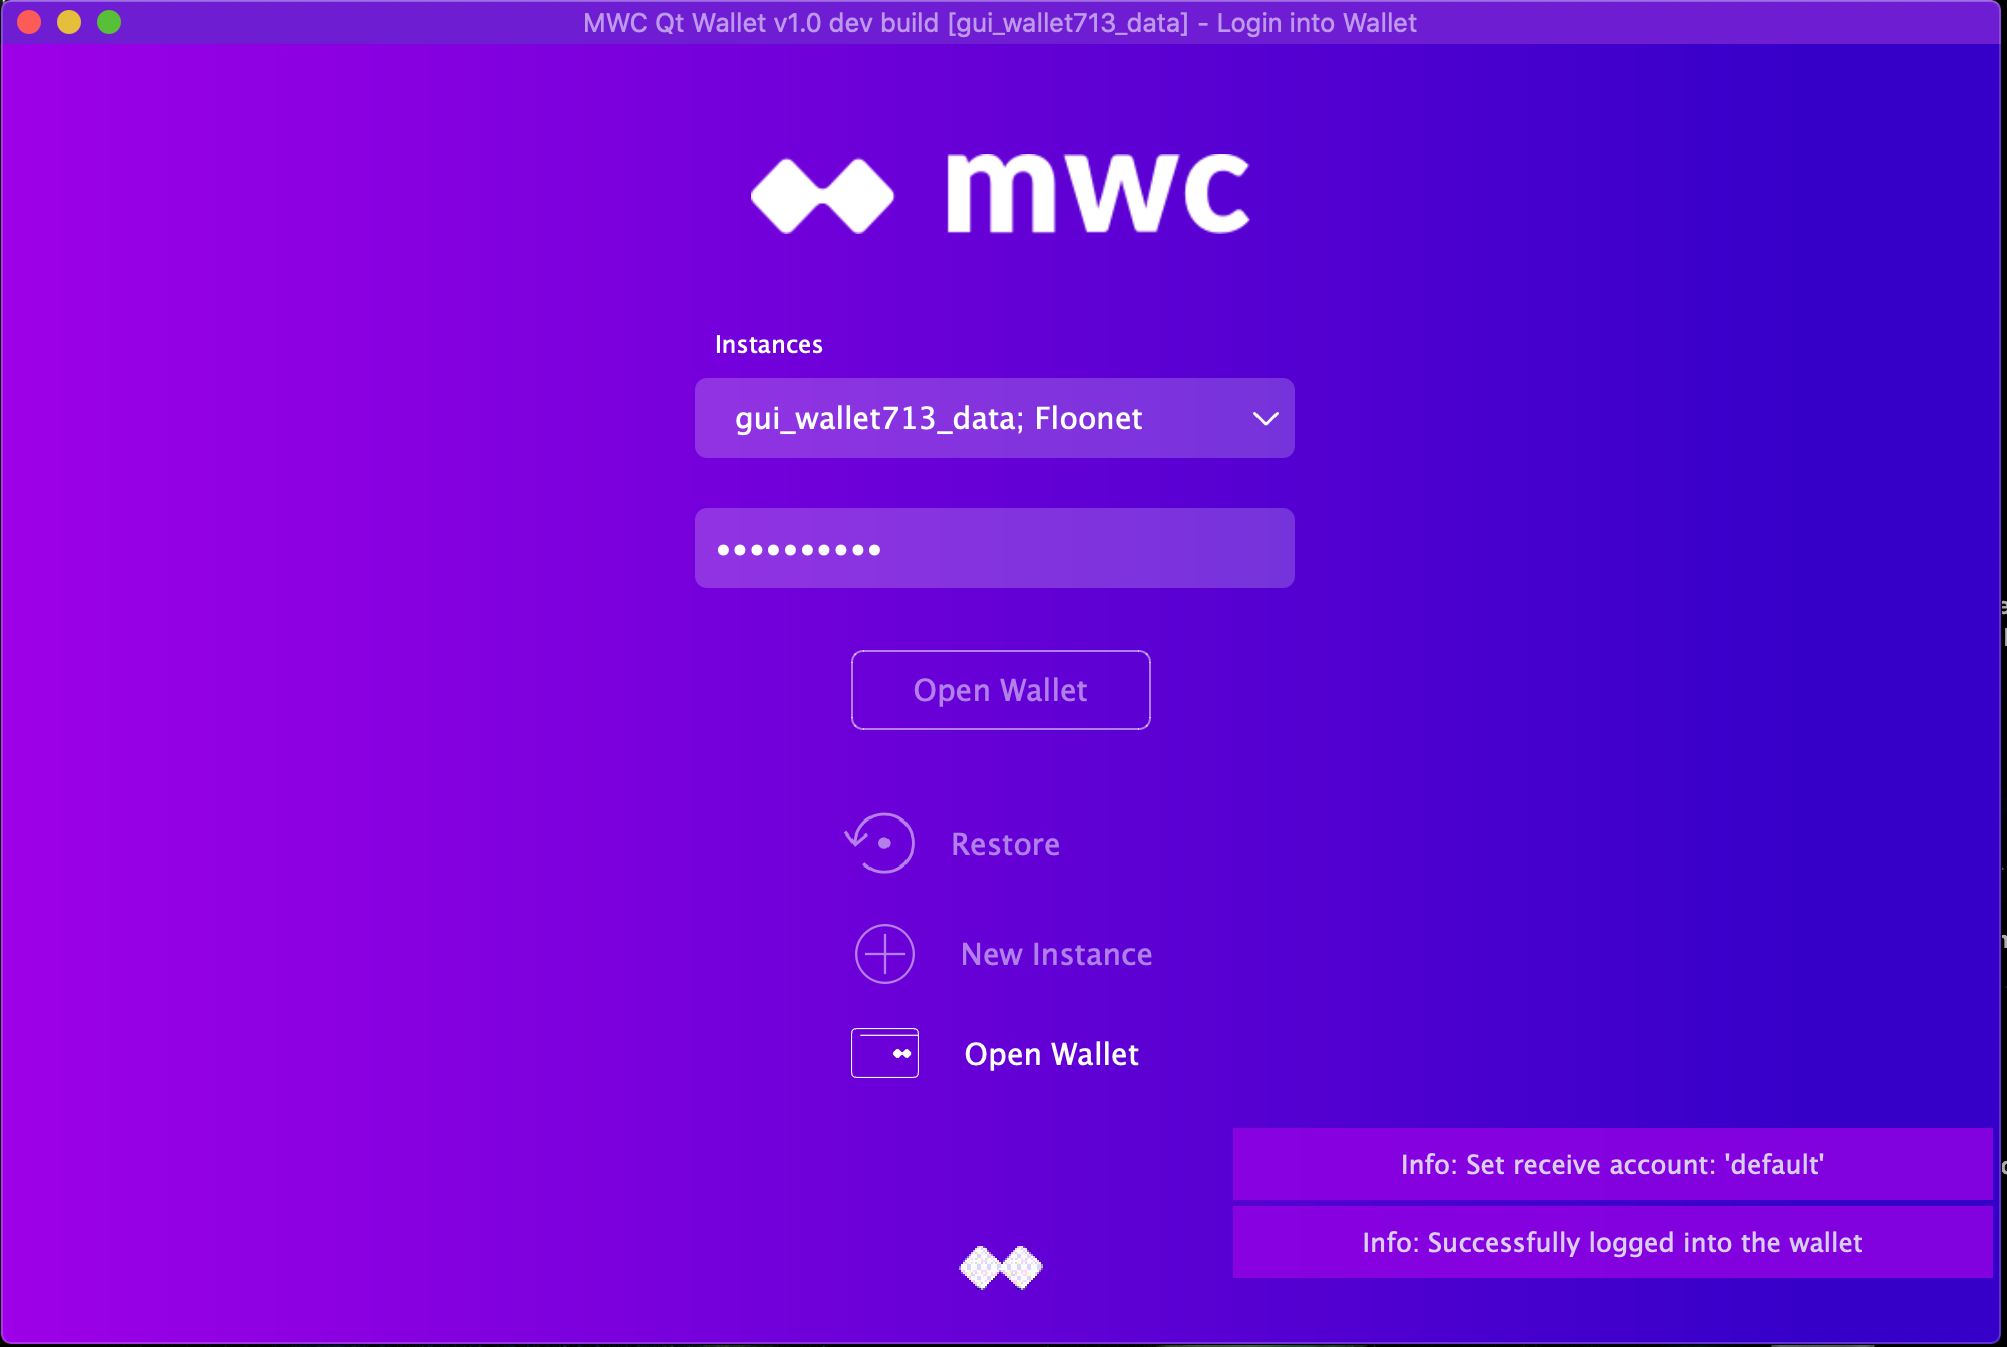 MWC Qt Wallet v1.0 dev build [gui_wallet713_data] - Login into Wallet
mwc
Instances
gui_wallet713_data; Floonet
Open Wallet
Restore
New Instance
Open Wallet
Info: Set receive account: 'default'
Info: Successfully logged into the wallet